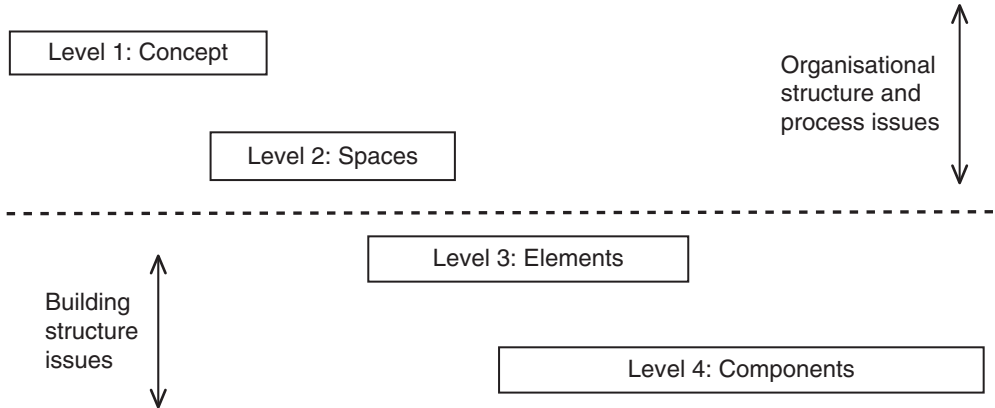 Level 1: Concept
Organisational
structure and
process issues
Level 2: Spaces
Level 3: Elements
Building
structure
issues
Level 4: Components